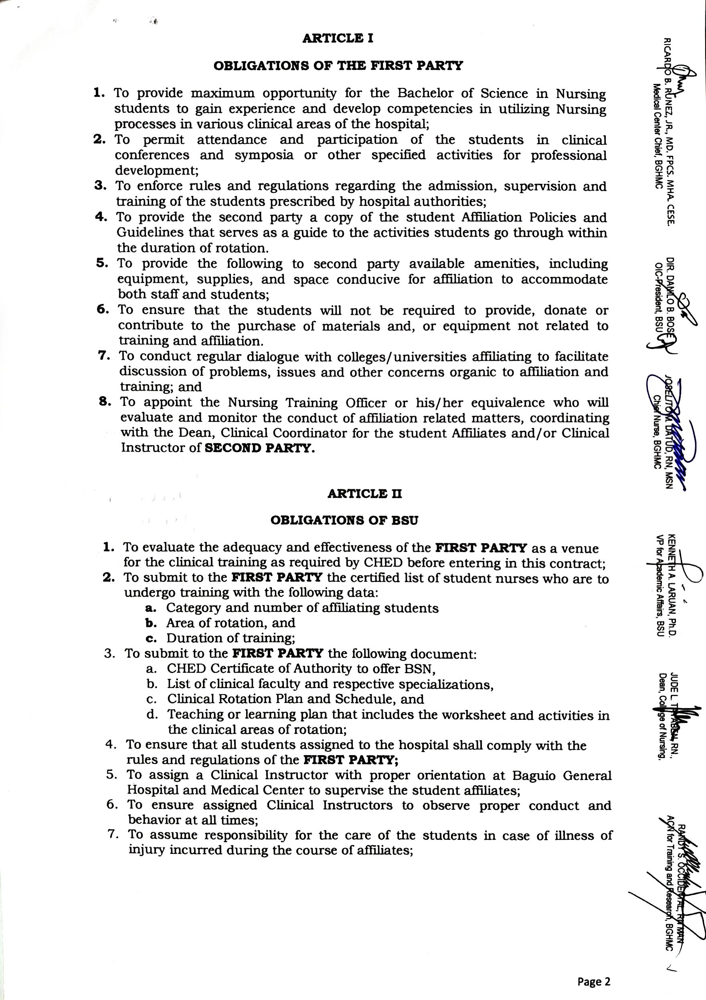 ARTICLE I
OBLIGATIONS OF THE FIRST PARTY
1. To provide maximum opportunity for the Bachelor of Science in Nursing
students to gain experience and develop competencies in utilizing Nursing
processes in various clinical areas of the hospital;
2. To permit attendance and participation of the students in clinical
conferences and symposia or other specified activities for professional
development;
3. To enforce rules and regulations regarding the admission, supervision and
training of the students prescribed by hospital authorities;
4. To provide the second party a copy of the student Affiliation Policies and
Guidelines that serves as a guide to the activities students go through within
the duration of rotation.
5. To provide the following to second party available amenities, including
equipment, supplies, and space conducive for affiliation to accommodate
both staff and students;
6. To ensure that the students will not be required to provide, donate or
contribute to the purchase of materials and, or equipment not related to
training and affiliation.
7. To conduct regular dialogue with colleges/universities affiliating to facilitate
discussion of problems, issues and other concerns organic to affiliation and
training; and
8. To appoint the Nursing Training Officer or his/her equivalence who will
evaluate and monitor the conduct of affiliation related matters, coordinating
with the Dean, Clinical Coordinator for the student Affiliates and/or Clinical
Instructor of SECOND PARTY.
ARTICLE II
OBLIGATIONS OF BSU
1. To evaluate the adequacy and effectiveness of the FIRST PARTY as a venue
for the clinical training as required by CHED before entering in this contract;
2. To submit to the FIRST PARTY the certified list of student nurses who are to
undergo training with the following data:
a. Category and number of affiliating students
b. Area of rotation, and
c. Duration of training;
3. To submit to the FIRST PARTY the following document:
a. CHED Certificate of Authority to offer BSN,
b. List of clinical faculty and respective specializations,
c. Clinical Rotation Plan and Schedule, and
d. Teaching or learning plan that includes the worksheet and activities in
the clinical areas of rotation;
4. To ensure that all students assigned to the hospital shall comply with the
rules and regulations of the FIRST PARTY;
5. To assign a Clinical Instructor with proper orientation at Baguio General
Hospital and Medical Center to supervise the student affiliates;
6. To ensure assigned Clinical Instructors to observe proper conduct and
behavior at all times;
7. To assume responsibility for the care of the students in case of illness of
injury incurred during the course of affiliates;
Page 2
RICARDO B. RUNEZ, JR., MD. FPCS. MHA. CESE.
Medical Center Chief, BGHMC
DIR. DANILO B. BOSE
OIC-President, BSU
JOSELITO M. DATUD, RN, MSN
Chief Nurse, BGHMC
KENNETH A. LARUAN, Ph.D.
VP for Academic Affairs, BSU
JUDE L. RN.,
Dean, College of Nursing,
RANDY S. OCCIDENTAL, RN MAN
ACN for Training and Research, BGHMC